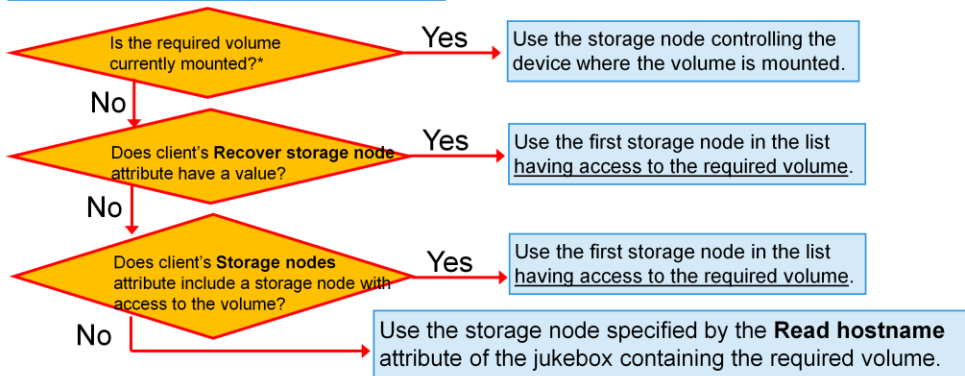 Is the required volume
currently mounted?*
Yes
Use the storage node controlling the
device where the volume is mounted.
No
Does client's Recover storage node
attribute have a value?
Yes
Use the first storage node in the list
having access to the required volume.
No
Does client's Storage nodes
attribute include a storage node with
access to the volume?
Yes
Use the first storage node in the list
having access to the required volume.
No
Use the storage node specified by the Read hostname
attribute of the jukebox containing the required volume.